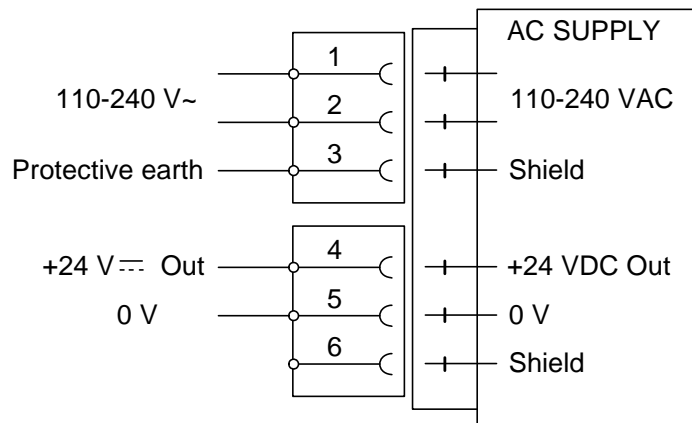 AC SUPPLY
1
110-240 V~
2
110-240 VAC
3
Protective earth
Shield
4
+24 V ⎓ Out
+24 VDC Out
5
0 V
0 V
6
Shield